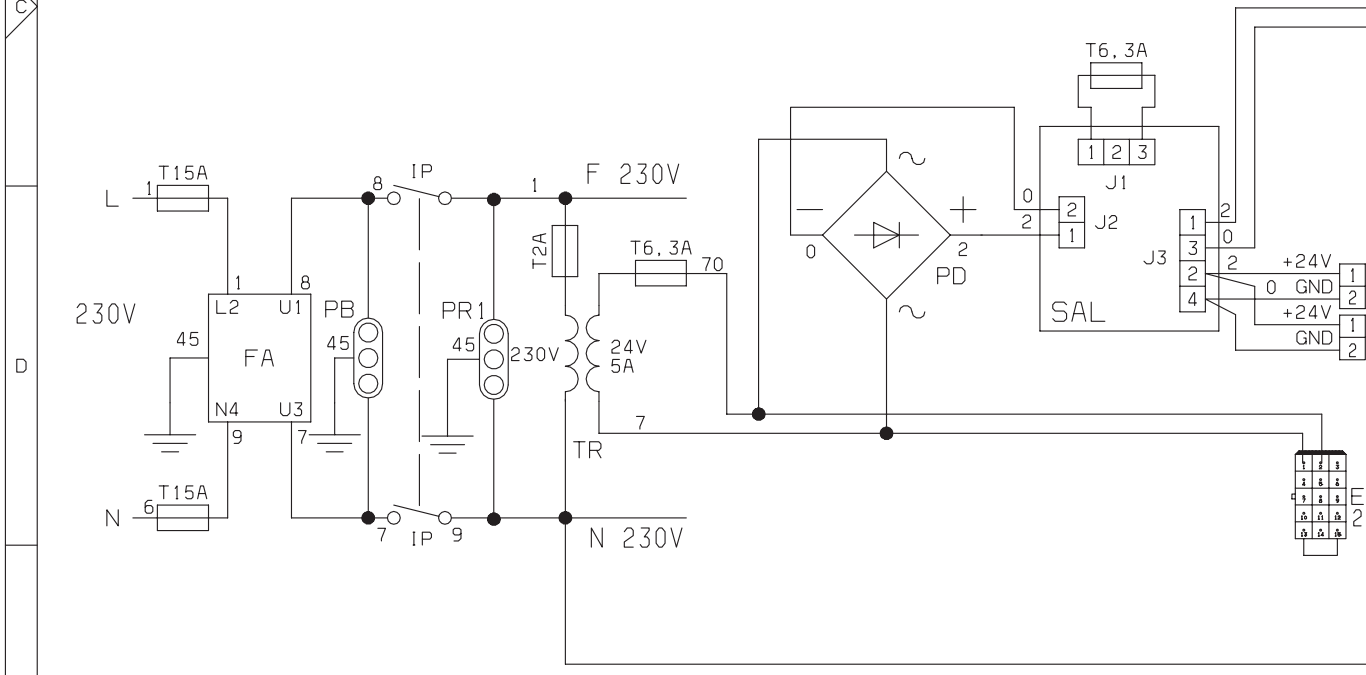 C
T6,3A
1 2 3
J1
T15A
8
IP
1
F 230V
L
1
0
2
2
1
J2
2
0
2
1
3
2
4
J3
+24V
0
GND
+24V
GND
1
2
1
2
T2A
T6,3A
70
0
2
PD
SAL
1
8
L2
U1
230V
45
FA
PB
45
PR1
45
230V
24V
5A
D
N4
U3
9
7
7
TR
T15A
N
6
7
IP
9
N 230V
E
2